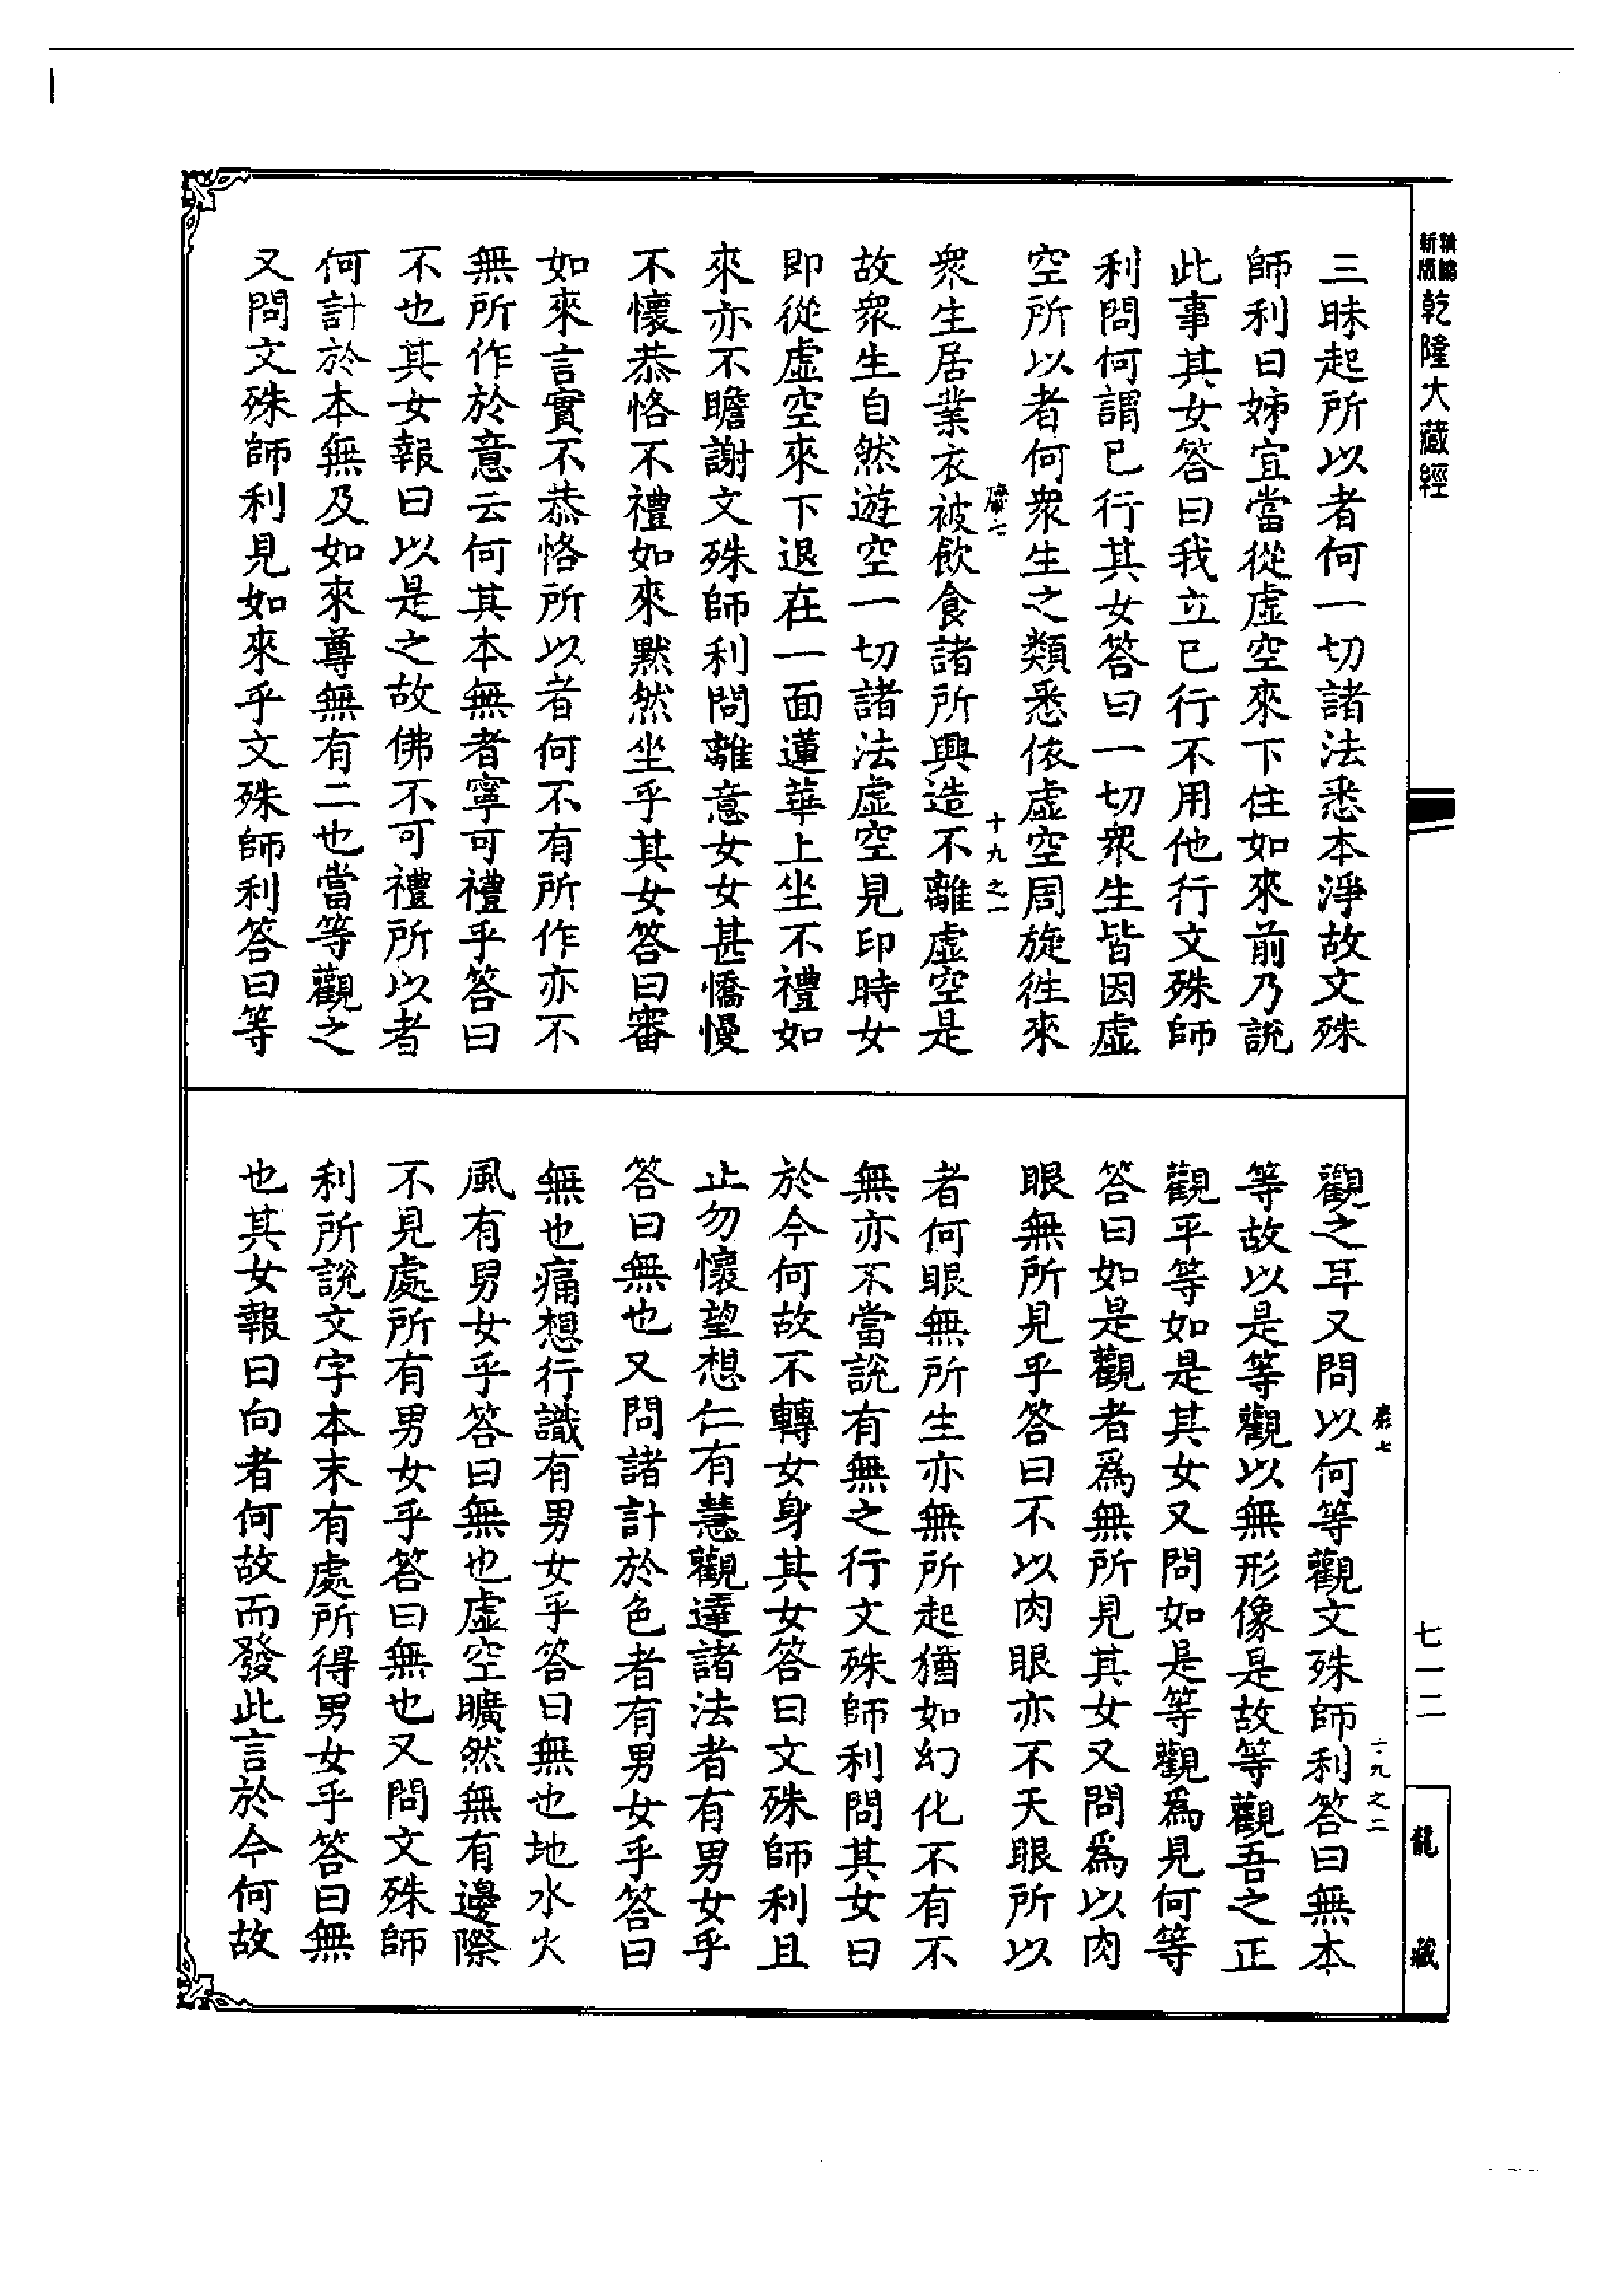 新版
乾隆大藏經
三昧起所以者何一切諸法悉本淨故文殊
師利曰姊宜當從虛空來下住如來前乃說
此事其女答曰我立已行不用他行文殊師
利問何謂已行其女答曰一切衆生皆因虛
空所以者何衆生之類悉依虛空周旋徃來
十九之一
衆生居業衣被飲食諸所興造不離虛空是
故衆生自然遊空一切諸法虛空見印時女
即從虛空來下退在一面蓮華上坐不禮如
來亦不瞻謝文殊師利問離意女女甚憍慢
不懷恭恪不禮如來默然坐乎其女答曰審
如來言實不恭恪所以者何不有所作亦不
無所作於意云何其本無者寧可禮乎答曰
不也其女報曰以是之故佛不可禮所以者
何計於本無及如來尊無有二也當等觀之
又問文殊師利見如來乎文殊師利答曰等
十九之二
觀之耳又問以何等觀文殊師利答曰無本
等故以是等觀以無形像是故等觀吾之正
觀平等如是其女又問如是等觀爲見何等
答曰如是觀者爲無所見其女又問爲以肉
眼無所見乎答曰不以肉眼亦不天眼所以
者何眼無所生亦無所起猶如幻化不有不
無亦不當說有無之行文殊師利問其女曰
於今何故不轉女身其女答曰文殊師利且
止勿懷望想仁有慧觀達諸法者有男女乎
答曰無也又問諸計於色者有男女乎答曰
無也痛想行識有男女乎答曰無也地水火
風有男女乎答曰無也虛空曠然無有邊際
不見處所有男女乎答曰無也又問文殊師
利所說文字本末有處所得男女乎答曰無
也其女報曰向者何故而發此言於今何故
七一二
龍藏